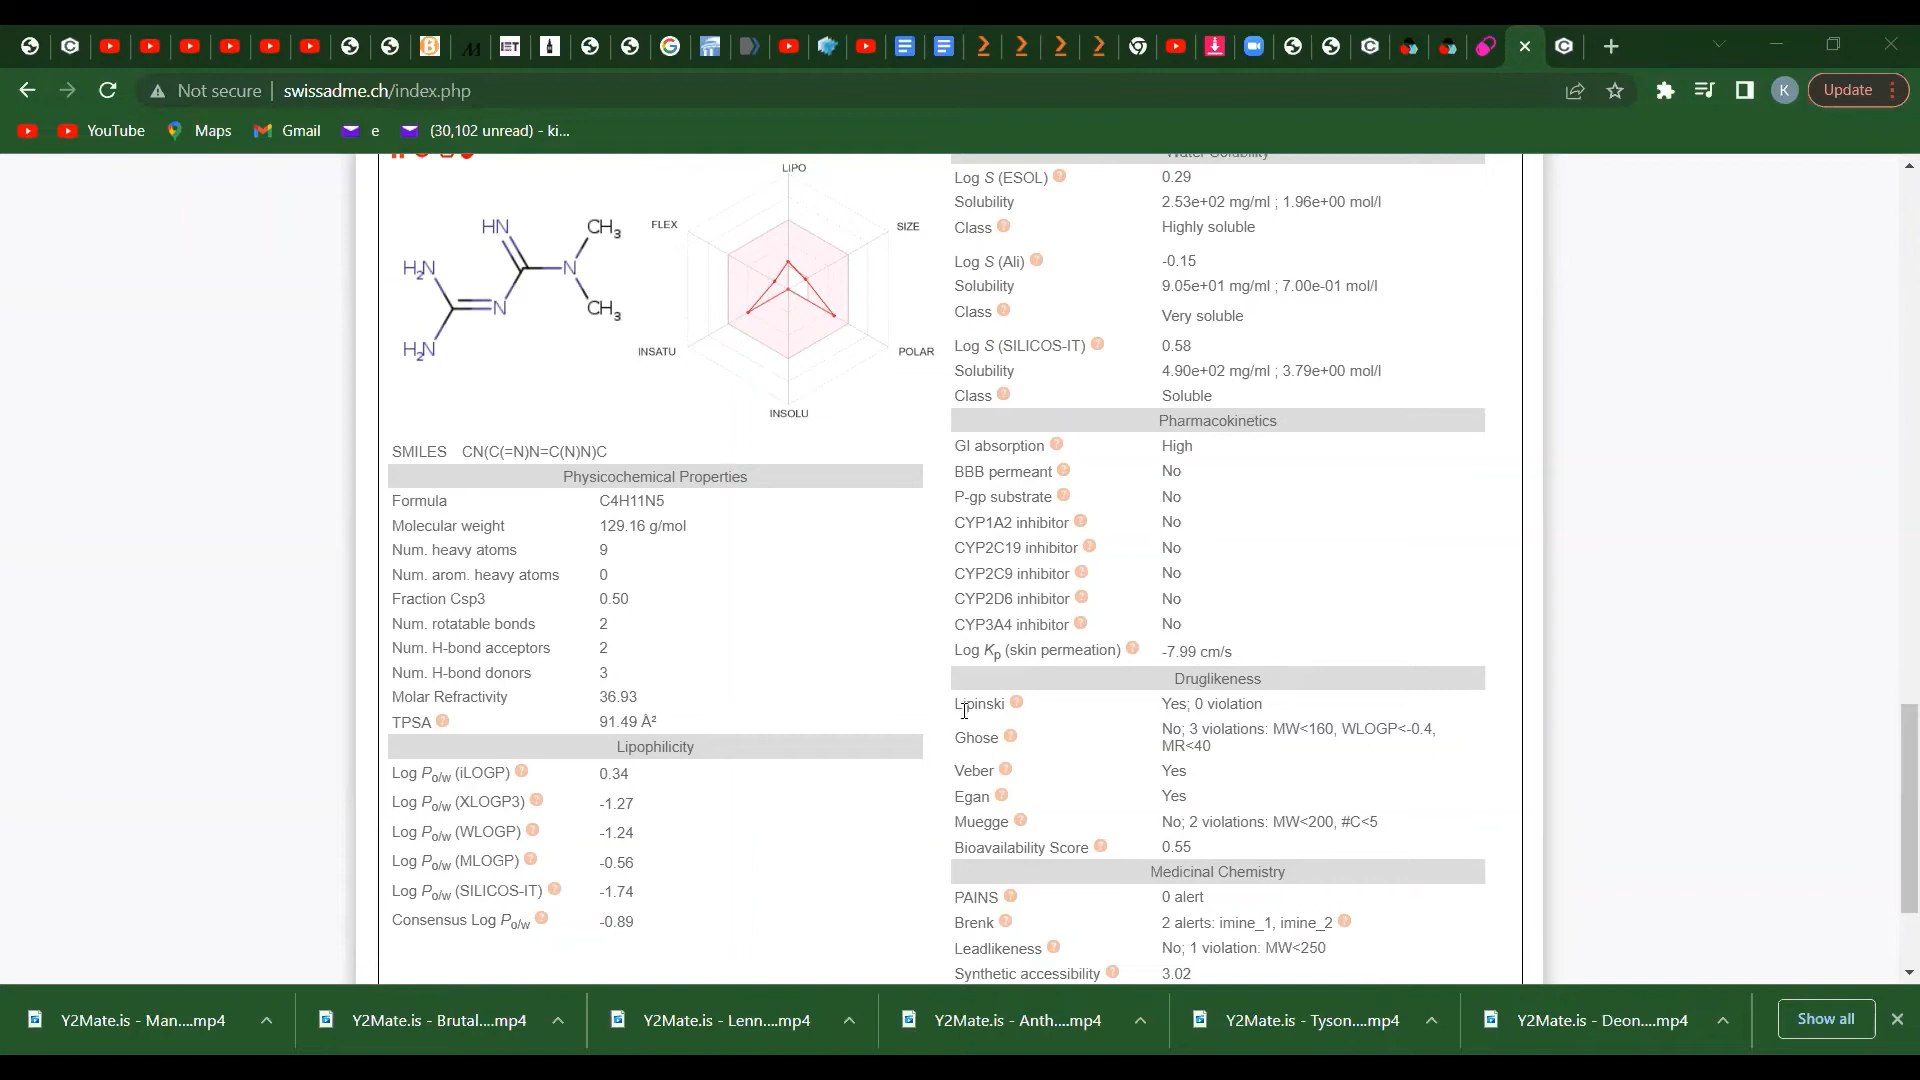 IET
K
Update
Not secure
swissadme.ch/index.php
YouTube
Maps
Gmail
e
(30,102 unread) - ki...
LIPO
FLEX
SIZE
INSATU
POLAR
INSOLU
HN
CH₃
H₂N
N
N
CH₃
H₂N
SMILES CN(C(=N)N=C(N)N)C
Physicochemical Properties
Formula C4H11N5
Molecular weight 129.16 g/mol
Num. heavy atoms 9
Num. arom. heavy atoms 0
Fraction Csp3 0.50
Num. rotatable bonds 2
Num. H-bond acceptors 2
Num. H-bond donors 3
Molar Refractivity 36.93
TPSA ? 91.49 Å²
Lipophilicity
Log Po/w (iLOGP) ? 0.34
Log Po/w (XLOGP3) ? -1.27
Log Po/w (WLOGP) ? -1.24
Log Po/w (MLOGP) ? -0.56
Log Po/w (SILICOS-IT) ? -1.74
Consensus Log Po/w ? -0.89
Water Solubility
Log S (ESOL) ? 0.29
Solubility 2.53e+02 mg/ml ; 1.96e+00 mol/l
Class ? Highly soluble
Log S (Ali) ? -0.15
Solubility 9.05e+01 mg/ml ; 7.00e-01 mol/l
Class ? Very soluble
Log S (SILICOS-IT) ? 0.58
Solubility 4.90e+02 mg/ml ; 3.79e+00 mol/l
Class ? Soluble
Pharmacokinetics
GI absorption ? High
BBB permeant ? No
P-gp substrate ? No
CYP1A2 inhibitor ? No
CYP2C19 inhibitor ? No
CYP2C9 inhibitor ? No
CYP2D6 inhibitor ? No
CYP3A4 inhibitor ? No
Log Kp (skin permeation) ? -7.99 cm/s
Druglikeness
Lipinski ? Yes; 0 violation
Ghose ? No; 3 violations: MW<160, WLOGP<-0.4,
MR<40
Veber ? Yes
Egan ? Yes
Muegge ? No; 2 violations: MW<200, #C<5
Bioavailability Score ? 0.55
Medicinal Chemistry
PAINS ? 0 alert
Brenk ? 2 alerts: imine_1, imine_2 ?
Leadlikeness ? No; 1 violation: MW<250
Synthetic accessibility ? 3.02
Y2Mate.is - Man....mp4
Y2Mate.is - Brutal....mp4
Y2Mate.is - Lenn....mp4
Y2Mate.is - Anth....mp4
Y2Mate.is - Tyson....mp4
Y2Mate.is - Deon....mp4
Show all